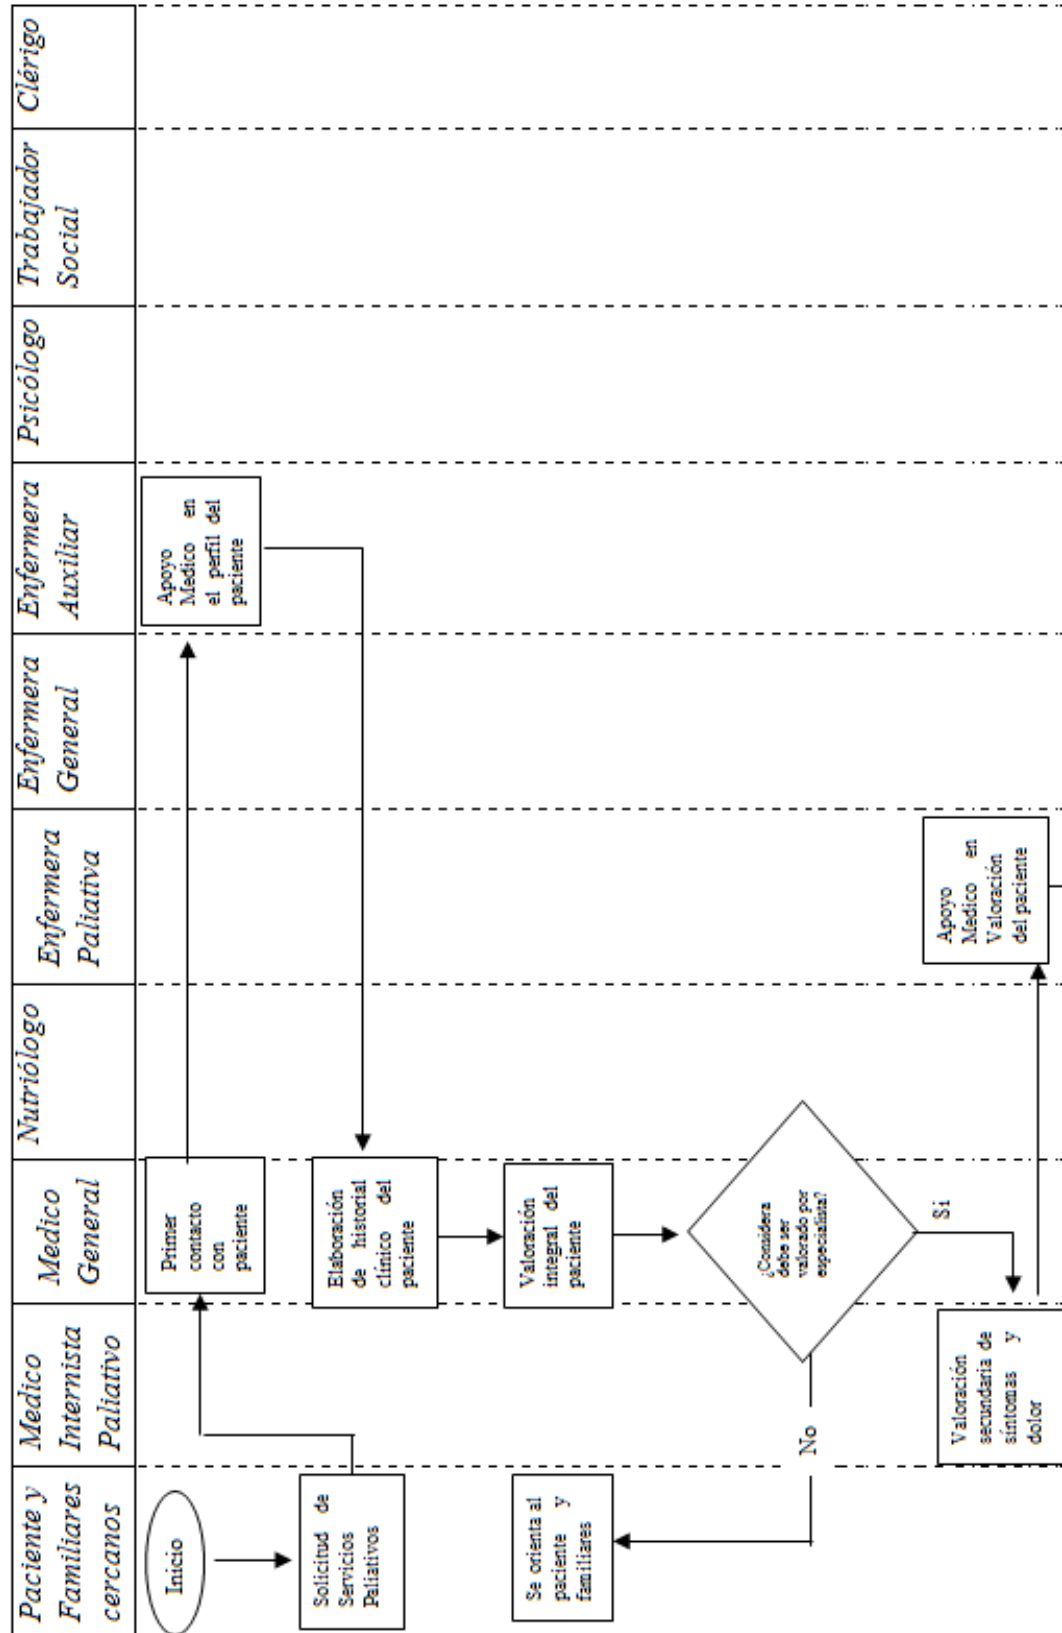 Paciente y
Familiares
cercanos
Medico
Internista
Paliativo
Medico
General
Nutriólogo
Enfermera
Paliativa
Enfermera
General
Enfermera
Auxiliar
Psicólogo
Trabajador
Social
Clérigo
Inicio
Solicitud de
Servicios
Paliativos
Primer
contacto
con
paciente
Apoyo
Medico en
el perfil del
paciente
Elaboración
de historial
clínico del
paciente
Valoración
integral del
paciente
¿Considera
debe ser
valorado por
especialista?
No
Se orienta al
paciente y
familiares
Si
Valoración
secundaria de
síntomas y
dolor
Apoyo
Medico en
Valoración
del paciente